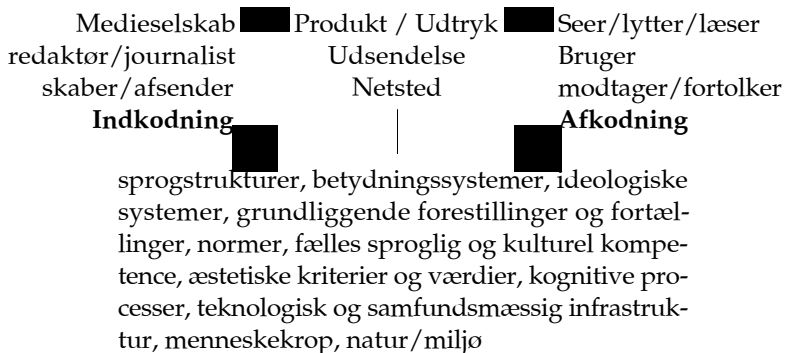 Medieselskab Produkt / Udtryk Seer/lytter/læser
redaktør/journalist Udsendelse Bruger
skaber/afsender Netsted modtager/fortolker
Indkodning Afkodning
sprogstrukturer, betydningssystemer, ideologiske
systemer, grundliggende forestillinger og fortæl-
linger, normer, fælles sproglig og kulturel kompe-
tence, æstetiske kriterier og værdier, kognitive pro-
cesser, teknologisk og samfundsmæssig infrastruk-
tur, menneskekrop, natur/miljø